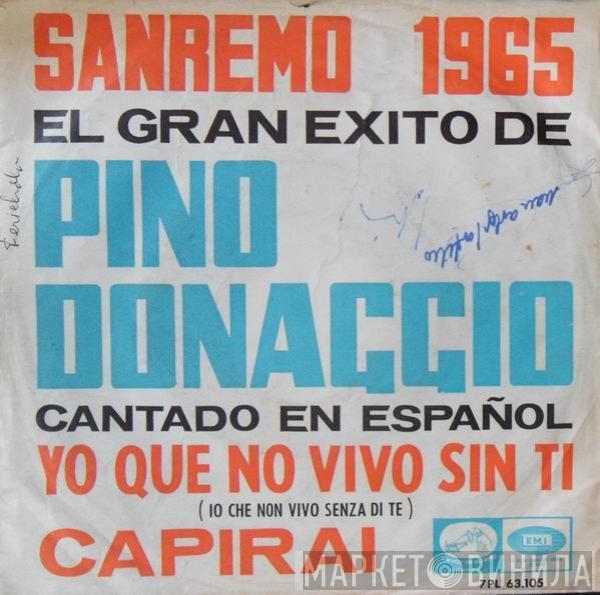 SANREMO 1965
EL GRAN EXITO DE
PINO
DONAGGIO
CANTADO EN ESPAÑOL
YO QUE NO VIVO SIN TI
( IO CHE NON VIVO SENZA DI TE )
CAPIRAI
EMI
7PL 63.105
МАРКЕТ ВИНИЛА